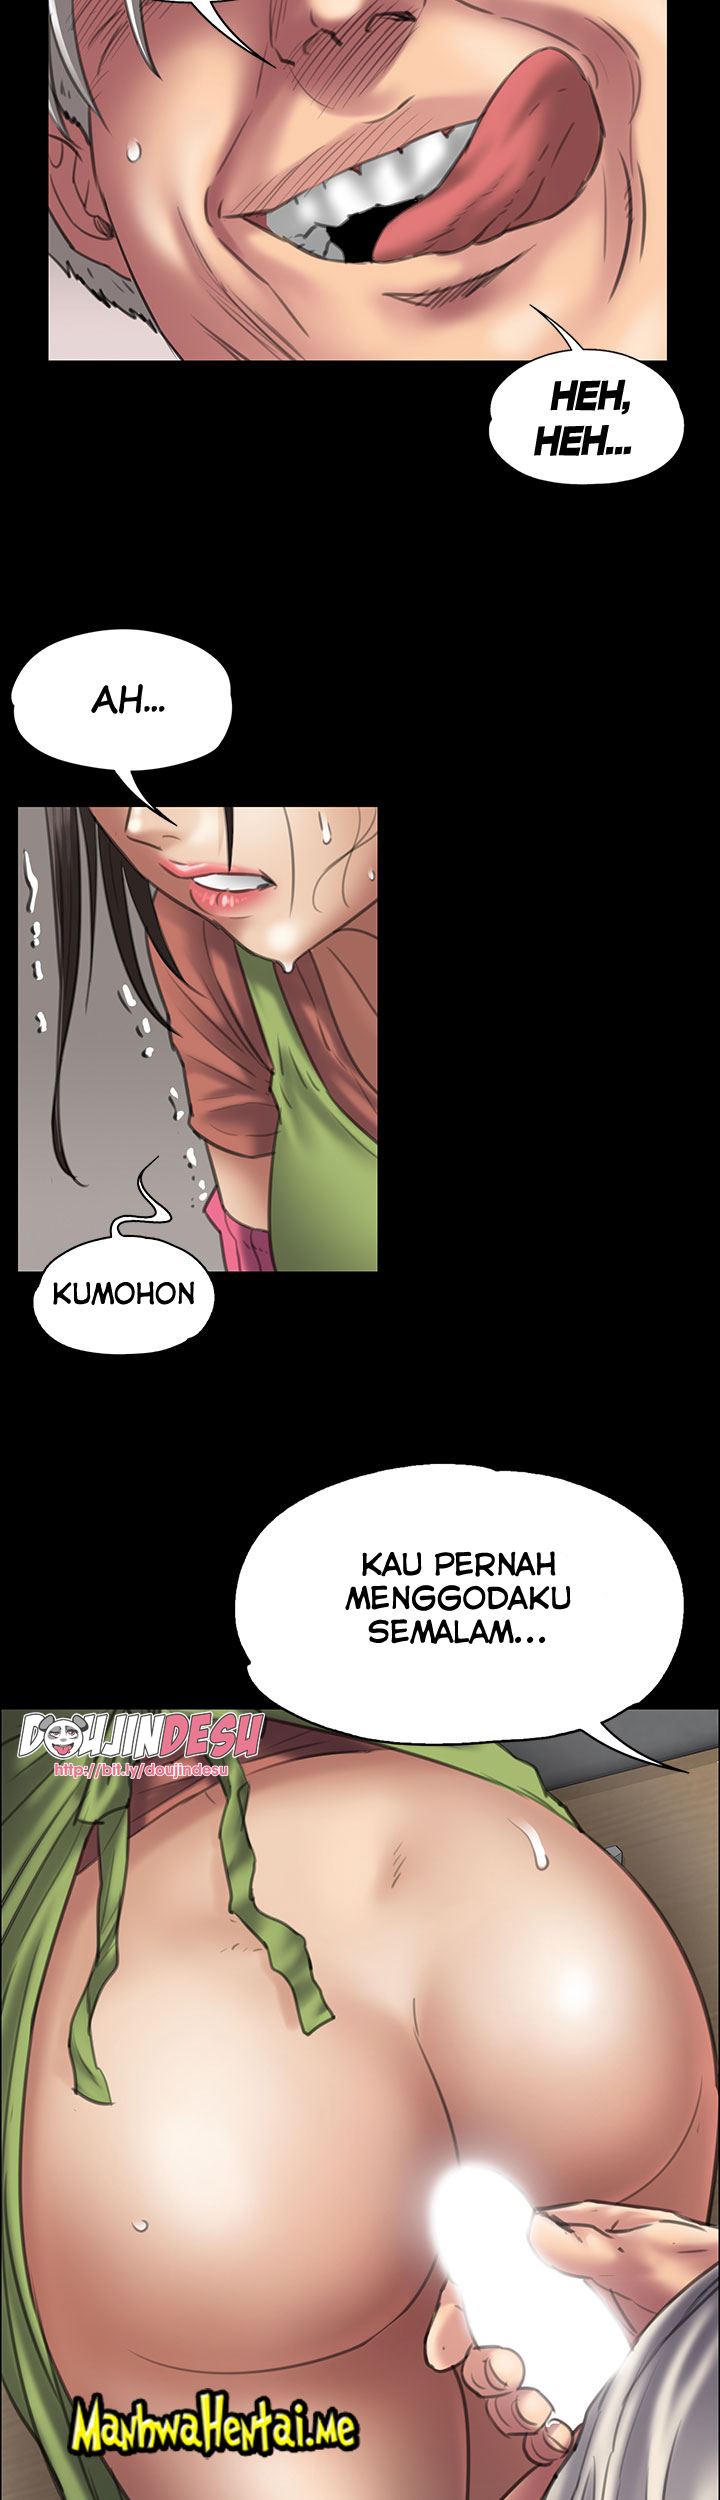 HEH,
HEH...
AH...
KUMOHON
KAU PERNAH
MENGGODAKU
SEMALAM...
DOUJINDESU
http://bit.ly/doujindesu
ManhwaHentai.me